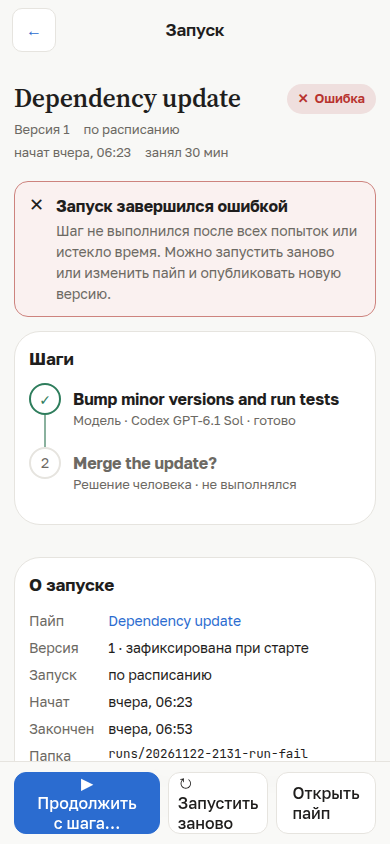 ←
Запуск
Dependency update
✕ Ошибка
Версия 1 по расписанию
начат вчера, 06:23 занял 30 мин
✕ Запуск завершился ошибкой
Шаг не выполнился после всех попыток или
истекло время. Можно запустить заново
или изменить пайп и опубликовать новую
версию.
Шаги
✓ Bump minor versions and run tests
Модель · Codex GPT-6.1 Sol · готово
2 Merge the update?
Решение человека · не выполнялся
О запуске
Пайп Dependency update
Версия 1 · зафиксирована при старте
Запуск по расписанию
Начат вчера, 06:23
Закончен вчера, 06:53
Папка runs/20261122-2131-run-fail
▶ Продолжить
с шага…
↻ Запустить
заново
Открыть
пайп